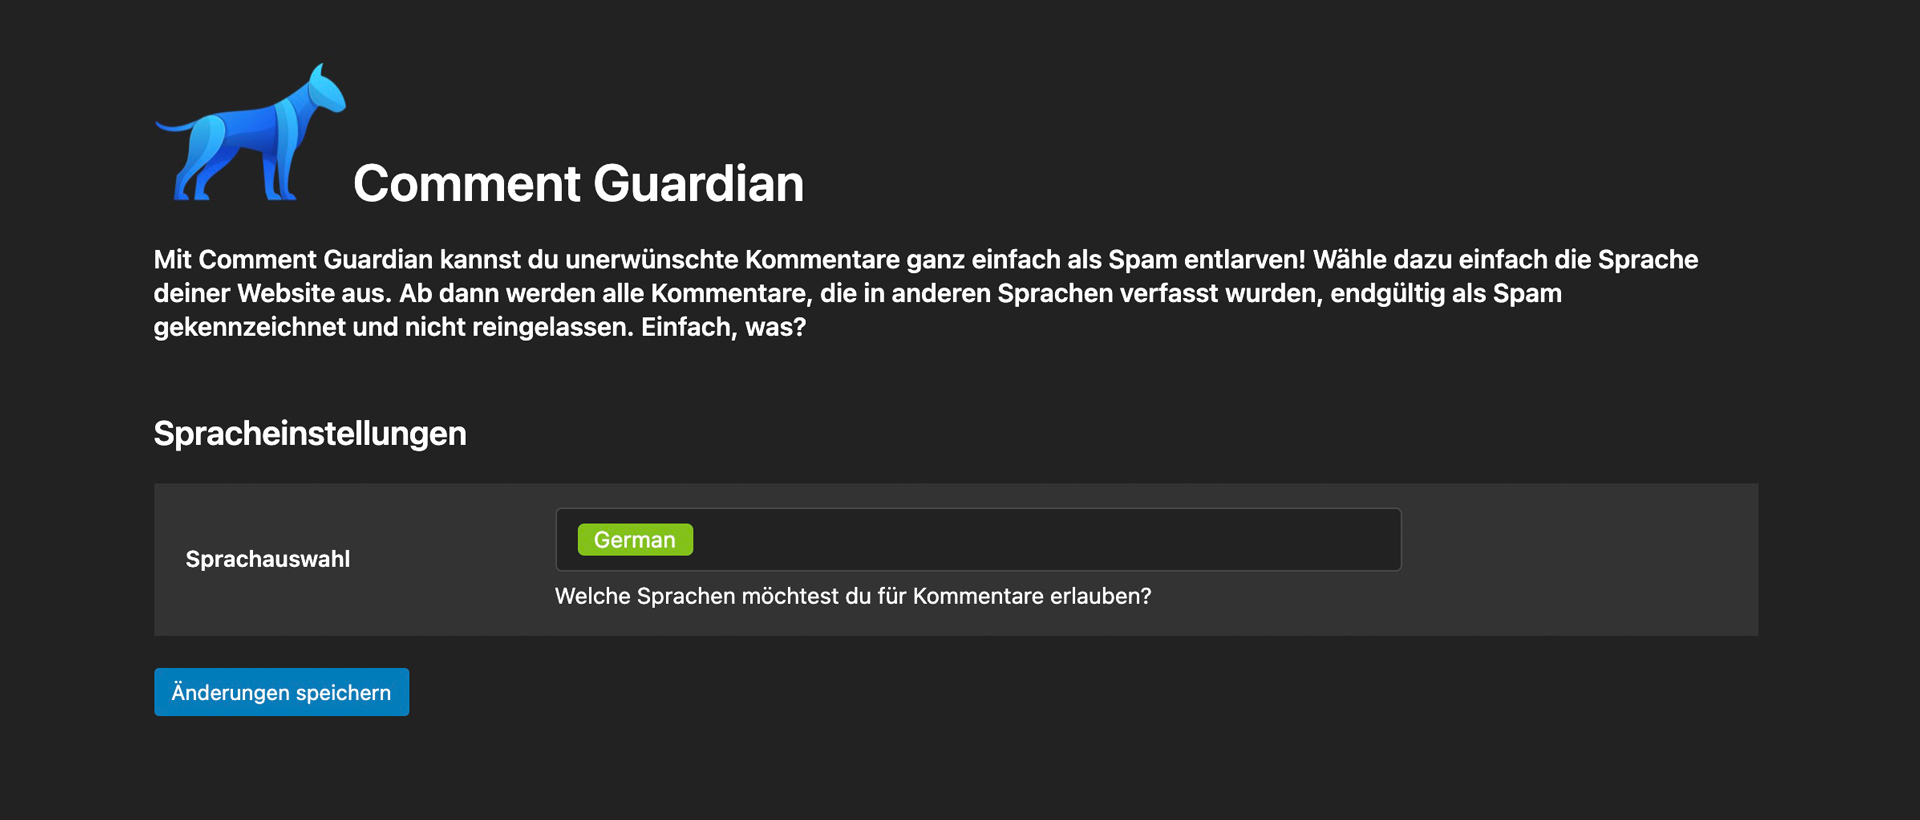 Comment Guardian
Mit Comment Guardian kannst du unerwünschte Kommentare ganz einfach als Spam entlarven! Wähle dazu einfach die Sprache
deiner Website aus. Ab dann werden alle Kommentare, die in anderen Sprachen verfasst wurden, endgültig als Spam
gekennzeichnet und nicht reingelassen. Einfach, was?
Spracheinstellungen
Sprachauswahl
German
Welche Sprachen möchtest du für Kommentare erlauben?
Änderungen speichern